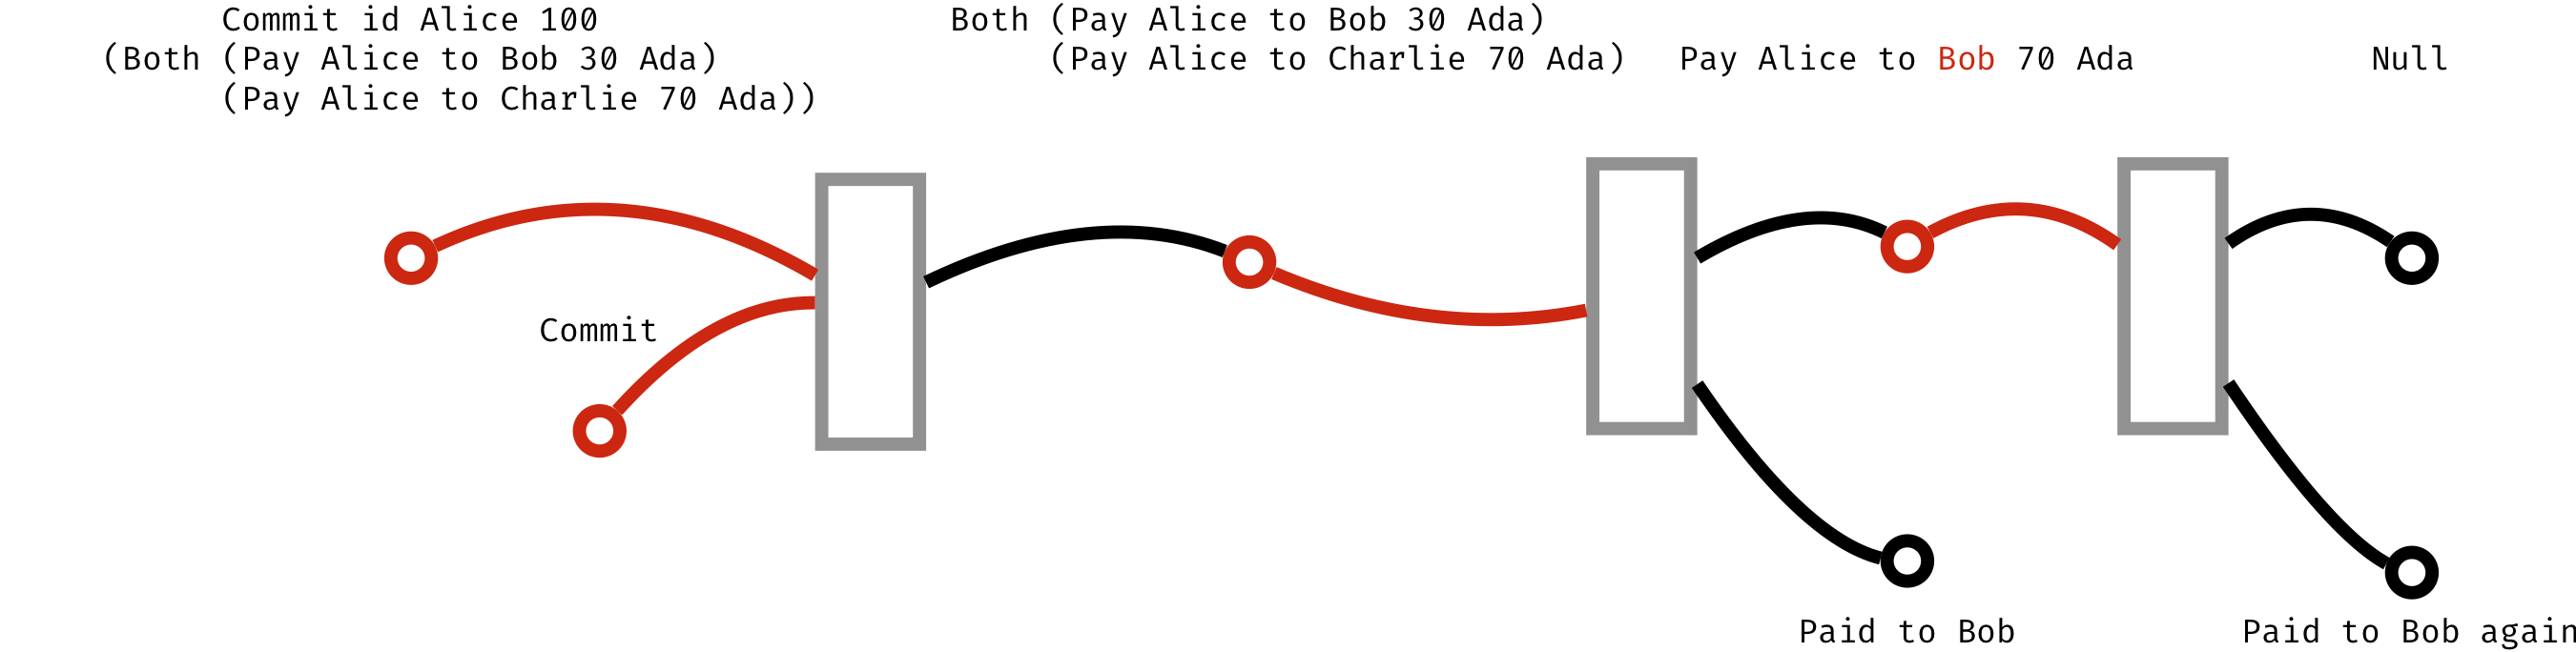 Commit id Alice 100
(Both (Pay Alice to Bob 30 Ada)
(Pay Alice to Charlie 70 Ada))
Both (Pay Alice to Bob 30 Ada)
(Pay Alice to Charlie 70 Ada)
Pay Alice to Bob 70 Ada
Null
Commit
Paid to Bob
Paid to Bob again